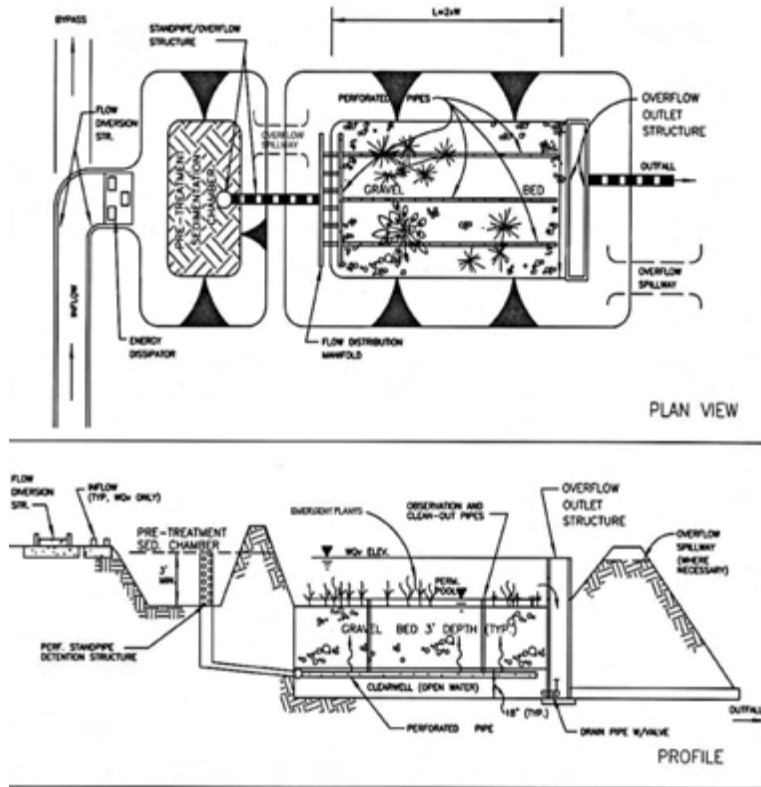 BYPASS
STANDPIPE/OVERFLOW
STRUCTURE
L=2xW
FLOW
DIVERSION
STR.
PERFORATED PIPES
OVERFLOW
OUTLET
STRUCTURE
OVERFLOW
SPILLWAY
PRE-TREATMENT
SEDIMENTATION
CHAMBER
GRAVEL BED
OUTFALL
INFLOW
OVERFLOW
SPILLWAY
ENERGY
DISSIPATOR
FLOW DISTRIBUTION
MANIFOLD
PLAN VIEW
FLOW
DIVERSION
STR.
INFLOW
(TYP, WQv ONLY)
PRE-TREATMENT
SED. CHAMBER
3'
MIN.
EMERGENT PLANTS
OBSERVATION AND
CLEAN-OUT PIPES
OVERFLOW
OUTLET
STRUCTURE
WQv ELEV.
PERM.
POOL
OVERFLOW
SPILLWAY
(WHERE
NECESSARY)
GRAVEL BED 3' DEPTH (TYP.)
PERF. STANDPIPE
DETENTION STRUCTURE
CLEARWELL (OPEN WATER)
18" (TYP.)
PERFORATED PIPE
DRAIN PIPE W/VALVE
OUTFALL
PROFILE